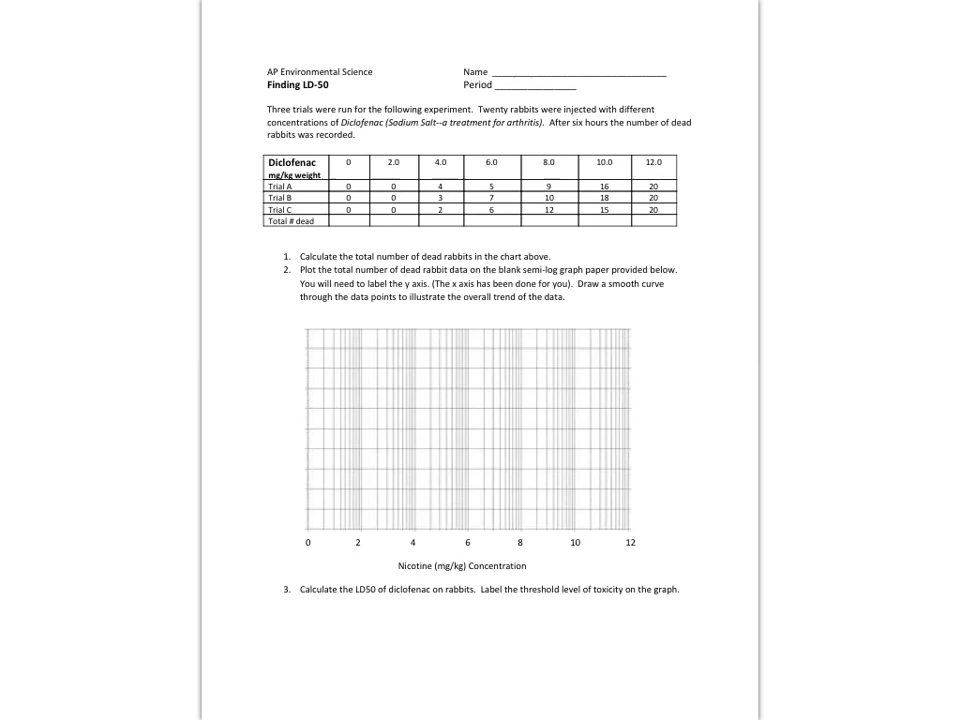 AP Environmental Science Name ___________________________________
Finding LD-50 Period ________________
Three trials were run for the following experiment. Twenty rabbits were injected with different
concentrations of Diclofenac (Sodium Salt--a treatment for arthritis). After six hours the number of dead
rabbits was recorded.
Diclofenac 0 2.0 4.0 6.0 8.0 10.0 12.0
mg/kg weight
Trial A 0 0 4 5 9 16 20
Trial B 0 0 3 7 10 18 20
Trial C 0 0 2 6 12 15 20
Total # dead
1. Calculate the total number of dead rabbits in the chart above.
2. Plot the total number of dead rabbit data on the blank semi-log graph paper provided below.
You will need to label the y axis. (The x axis has been done for you). Draw a smooth curve
through the data points to illustrate the overall trend of the data.
0 2 4 6 8 10 12
Nicotine (mg/kg) Concentration
3. Calculate the LD50 of diclofenac on rabbits. Label the threshold level of toxicity on the graph.